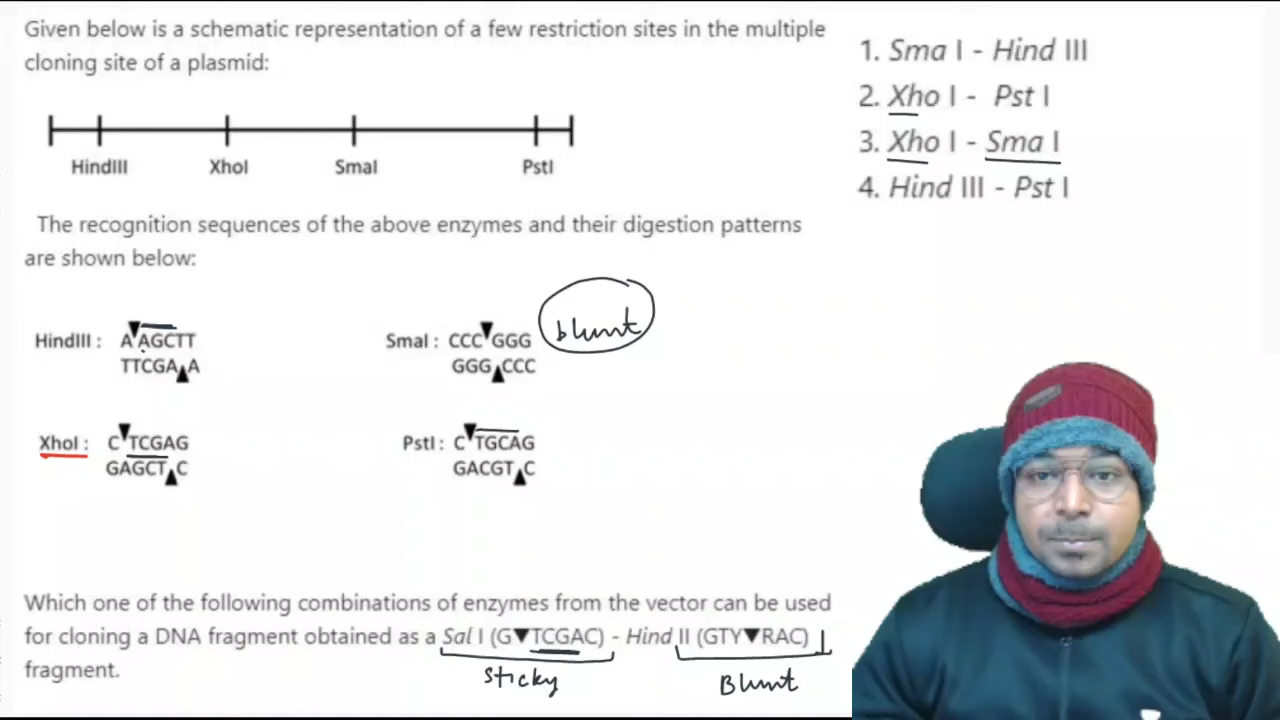 Given below is a schematic representation of a few restriction sites in the multiple
cloning site of a plasmid:
HindIII XhoI SmaI PstI
The recognition sequences of the above enzymes and their digestion patterns
are shown below:
HindIII : A▼AGCTT
TTCGA▲A
SmaI : CCC▼GGG
GGG▲CCC
blunt
XhoI : C▼TCGAG
GAGCT▲C
PstI : C▼TGCAG
GACGT▲C
Which one of the following combinations of enzymes from the vector can be used
for cloning a DNA fragment obtained as a Sal I (G▼TCGAC) - Hind II (GTY▼RAC)
fragment.
Sticky
Blunt
1. Sma I - Hind III
2. Xho I - Pst I
3. Xho I - Sma I
4. Hind III - Pst I